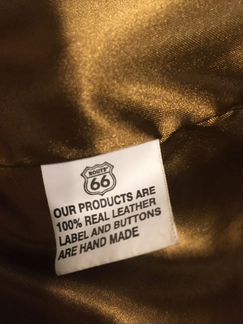 ROUTE
66
OUR PRODUCTS ARE
100% REAL LEATHER
LABEL AND BUTTONS
ARE HAND MADE